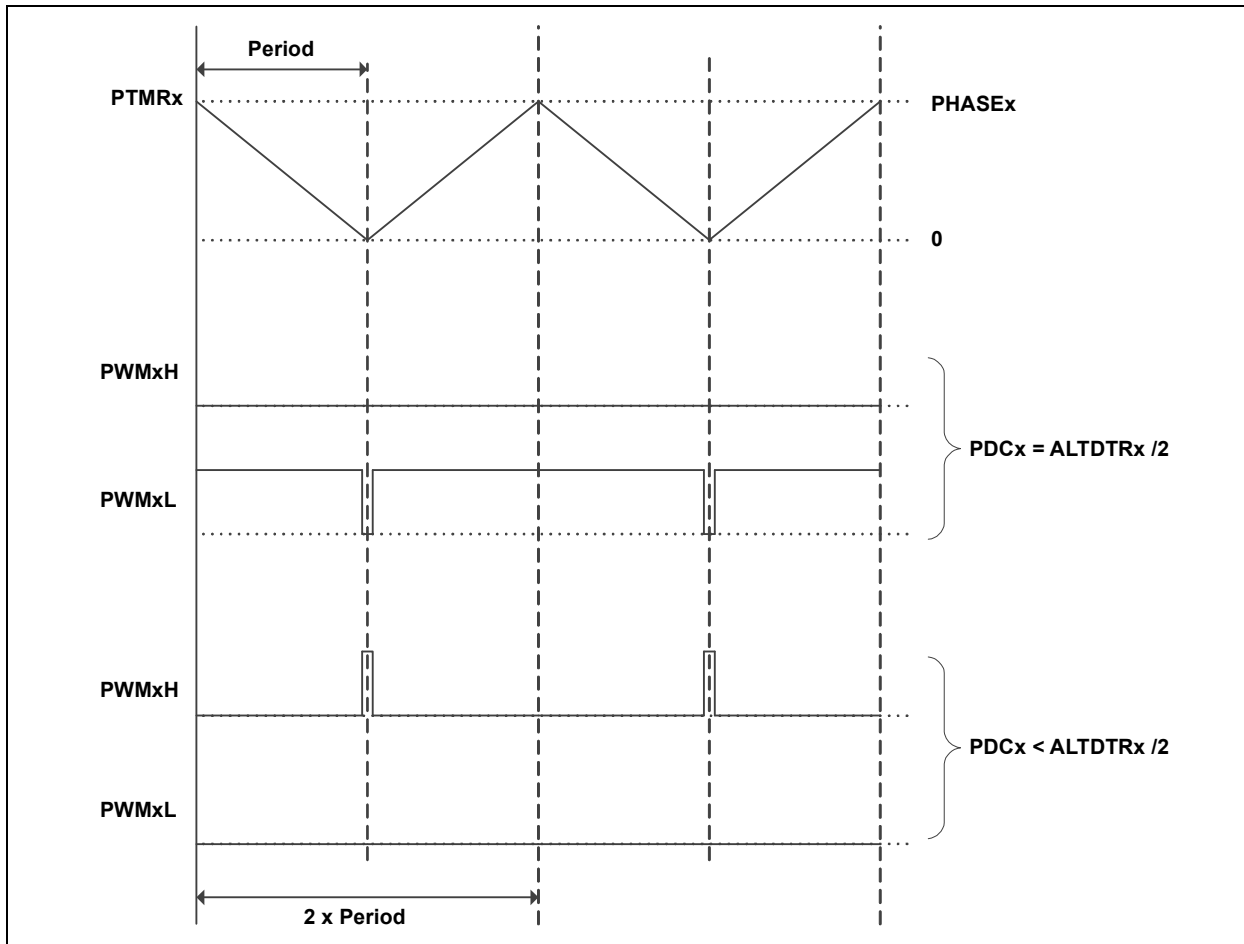 Period
PTMRx
PHASEx
0
PWMxH
PDCx = ALTDTRx /2
PWMxL
PWMxH
PDCx < ALTDTRx /2
PWMxL
2 x Period